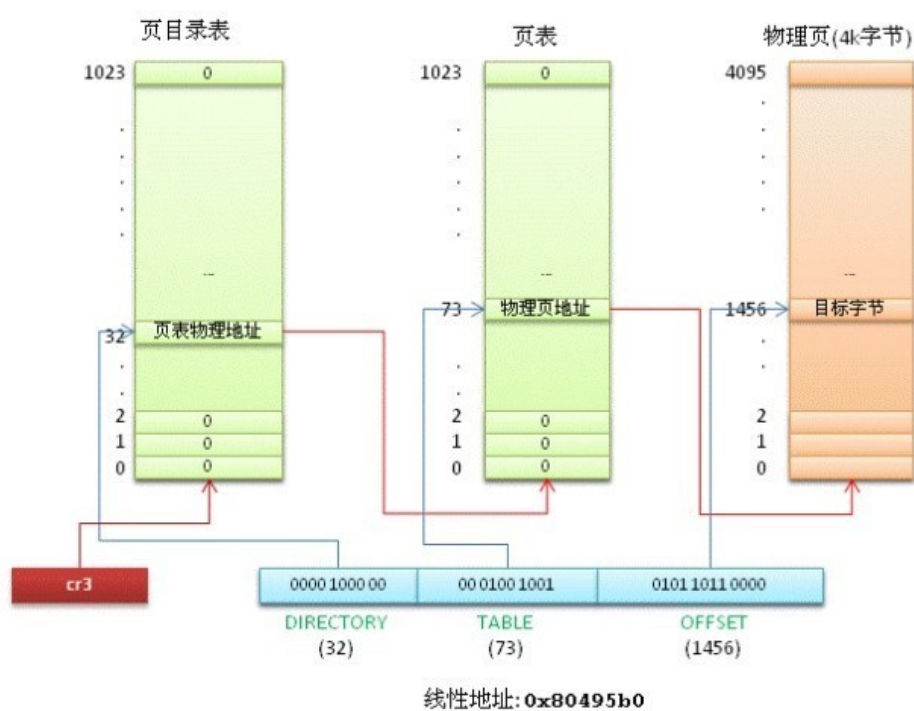 页目录表 页表 物理页(4k字节)
1023 0 1023 0 4095
... ... ...
32 页表物理地址 73 物理页地址 1456 目标字节
2 0 2 0 2
1 0 1 0 1
0 0 0 0 0
cr3 0000 1000 00 00 0100 1001 0101 1011 0000
DIRECTORY TABLE OFFSET
(32) (73) (1456)
线性地址: 0x80495b0